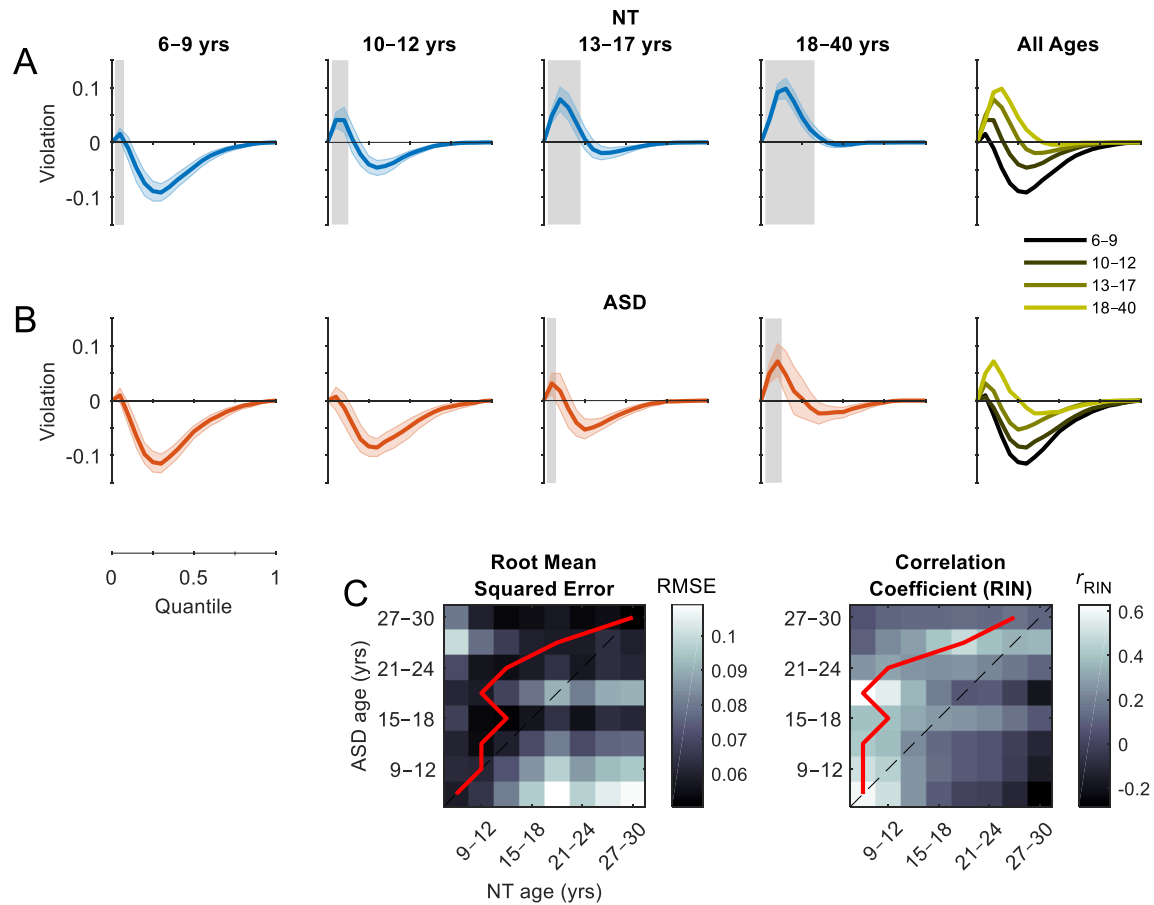 NT
6–9 yrs 10–12 yrs 13–17 yrs 18–40 yrs All Ages
A
0.1
0
-0.1
Violation
6–9
10–12
13–17
18–40
B
ASD
0.1
0
-0.1
Violation
0 0.5 1
Quantile
C
Root Mean
Squared Error
RMSE
27–30
21–24
15–18
9–12
ASD age (yrs)
0.1
0.09
0.08
0.07
0.06
9–12 15–18 21–24 27–30
NT age (yrs)
Correlation
Coefficient (RIN)
rRIN
27–30
21–24
15–18
9–12
0.6
0.4
0.2
0
-0.2
9–12 15–18 21–24 27–30